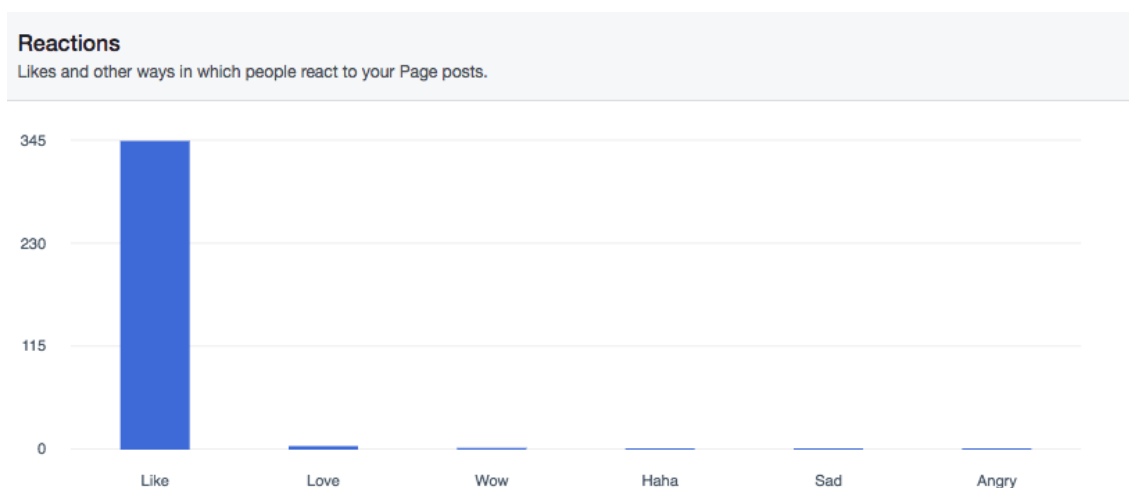 Reactions
Likes and other ways in which people react to your Page posts.
345
230
115
0
Like Love Wow Haha Sad Angry